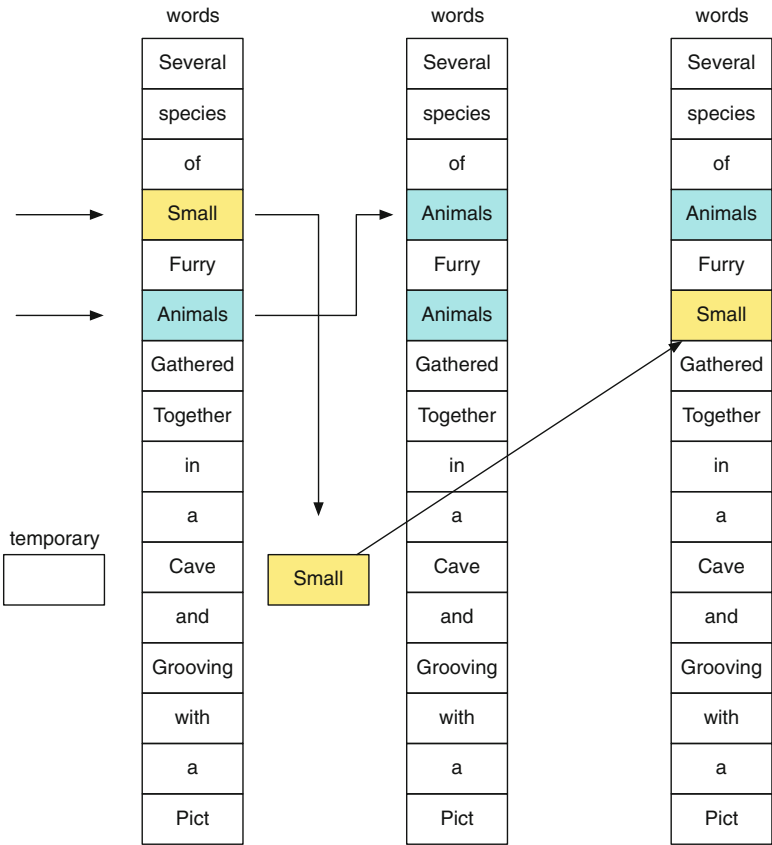 words
Several
species
of
Small
Furry
Animals
Gathered
Together
in
a
Cave
and
Grooving
with
a
Pict
temporary
Small
words
Several
species
of
Animals
Furry
Animals
Gathered
Together
in
a
Cave
and
Grooving
with
a
Pict
words
Several
species
of
Animals
Furry
Small
Gathered
Together
in
a
Cave
and
Grooving
with
a
Pict